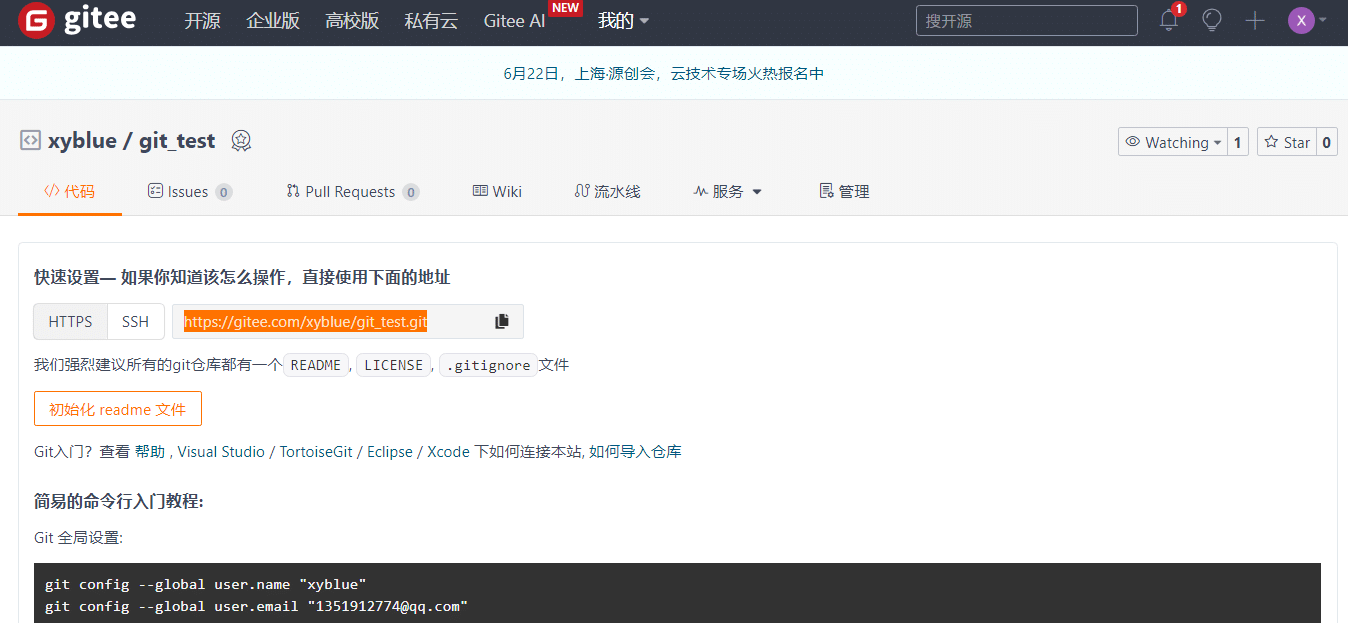 gitee 开源 企业版 高校版 私有云 Gitee AI NEW 我的 搜开源 1 X
6月22日，上海·源创会，云技术专场火热报名中
xyblue / git_test Watching 1 Star 0
代码 Issues 0 Pull Requests 0 Wiki 流水线 服务 管理
快速设置— 如果你知道该怎么操作，直接使用下面的地址
HTTPS SSH https://gitee.com/xyblue/git_test.git
我们强烈建议所有的git仓库都有一个 README , LICENSE , .gitignore 文件
初始化 readme 文件
Git入门？查看 帮助 , Visual Studio / TortoiseGit / Eclipse / Xcode 下如何连接本站, 如何导入仓库
简易的命令行入门教程:
Git 全局设置:
git config --global user.name "xyblue"
git config --global user.email "1351912774@qq.com"